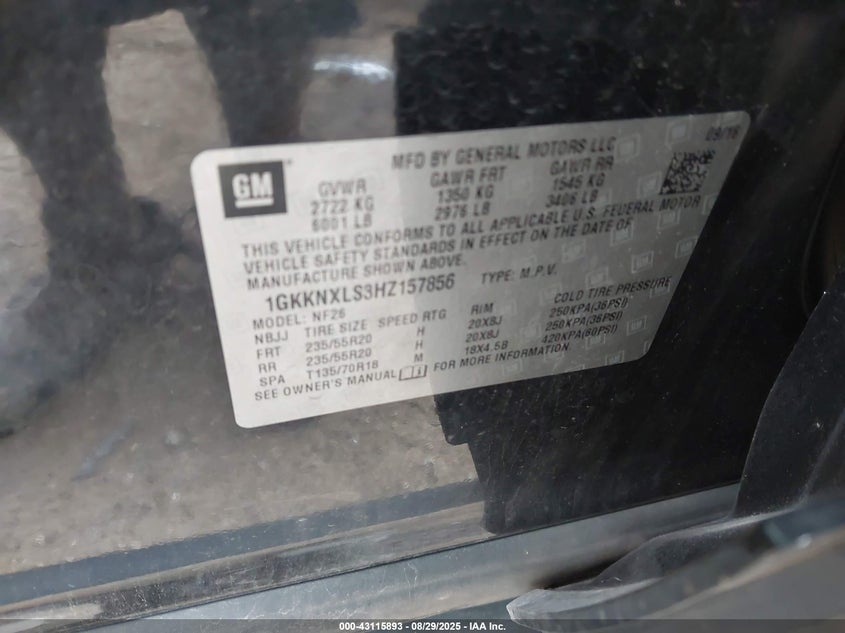 GM
MFD BY GENERAL MOTORS LLC
09/16
GVWR GAWR FRT GAWR RR
2722 KG 1350 KG 1545 KG
6001 LB 2976 LB 3406 LB
THIS VEHICLE CONFORMS TO ALL APPLICABLE U.S. FEDERAL MOTOR
VEHICLE SAFETY STANDARDS IN EFFECT ON THE DATE OF
MANUFACTURE SHOWN ABOVE.
1GKKNXLS3HZ157856 TYPE: M.P.V.
MODEL: NF26
NBJJ TIRE SIZE SPEED RTG RIM COLD TIRE PRESSURE
FRT 235/55R20 H 20X8J 250KPA(36PSI)
RR 235/55R20 H 20X8J 250KPA(36PSI)
SPA T135/70R18 M 18X4.5B 420KPA(60PSI)
SEE OWNER'S MANUAL FOR MORE INFORMATION.
000-43115893 08/29/2025 - IAA Inc.